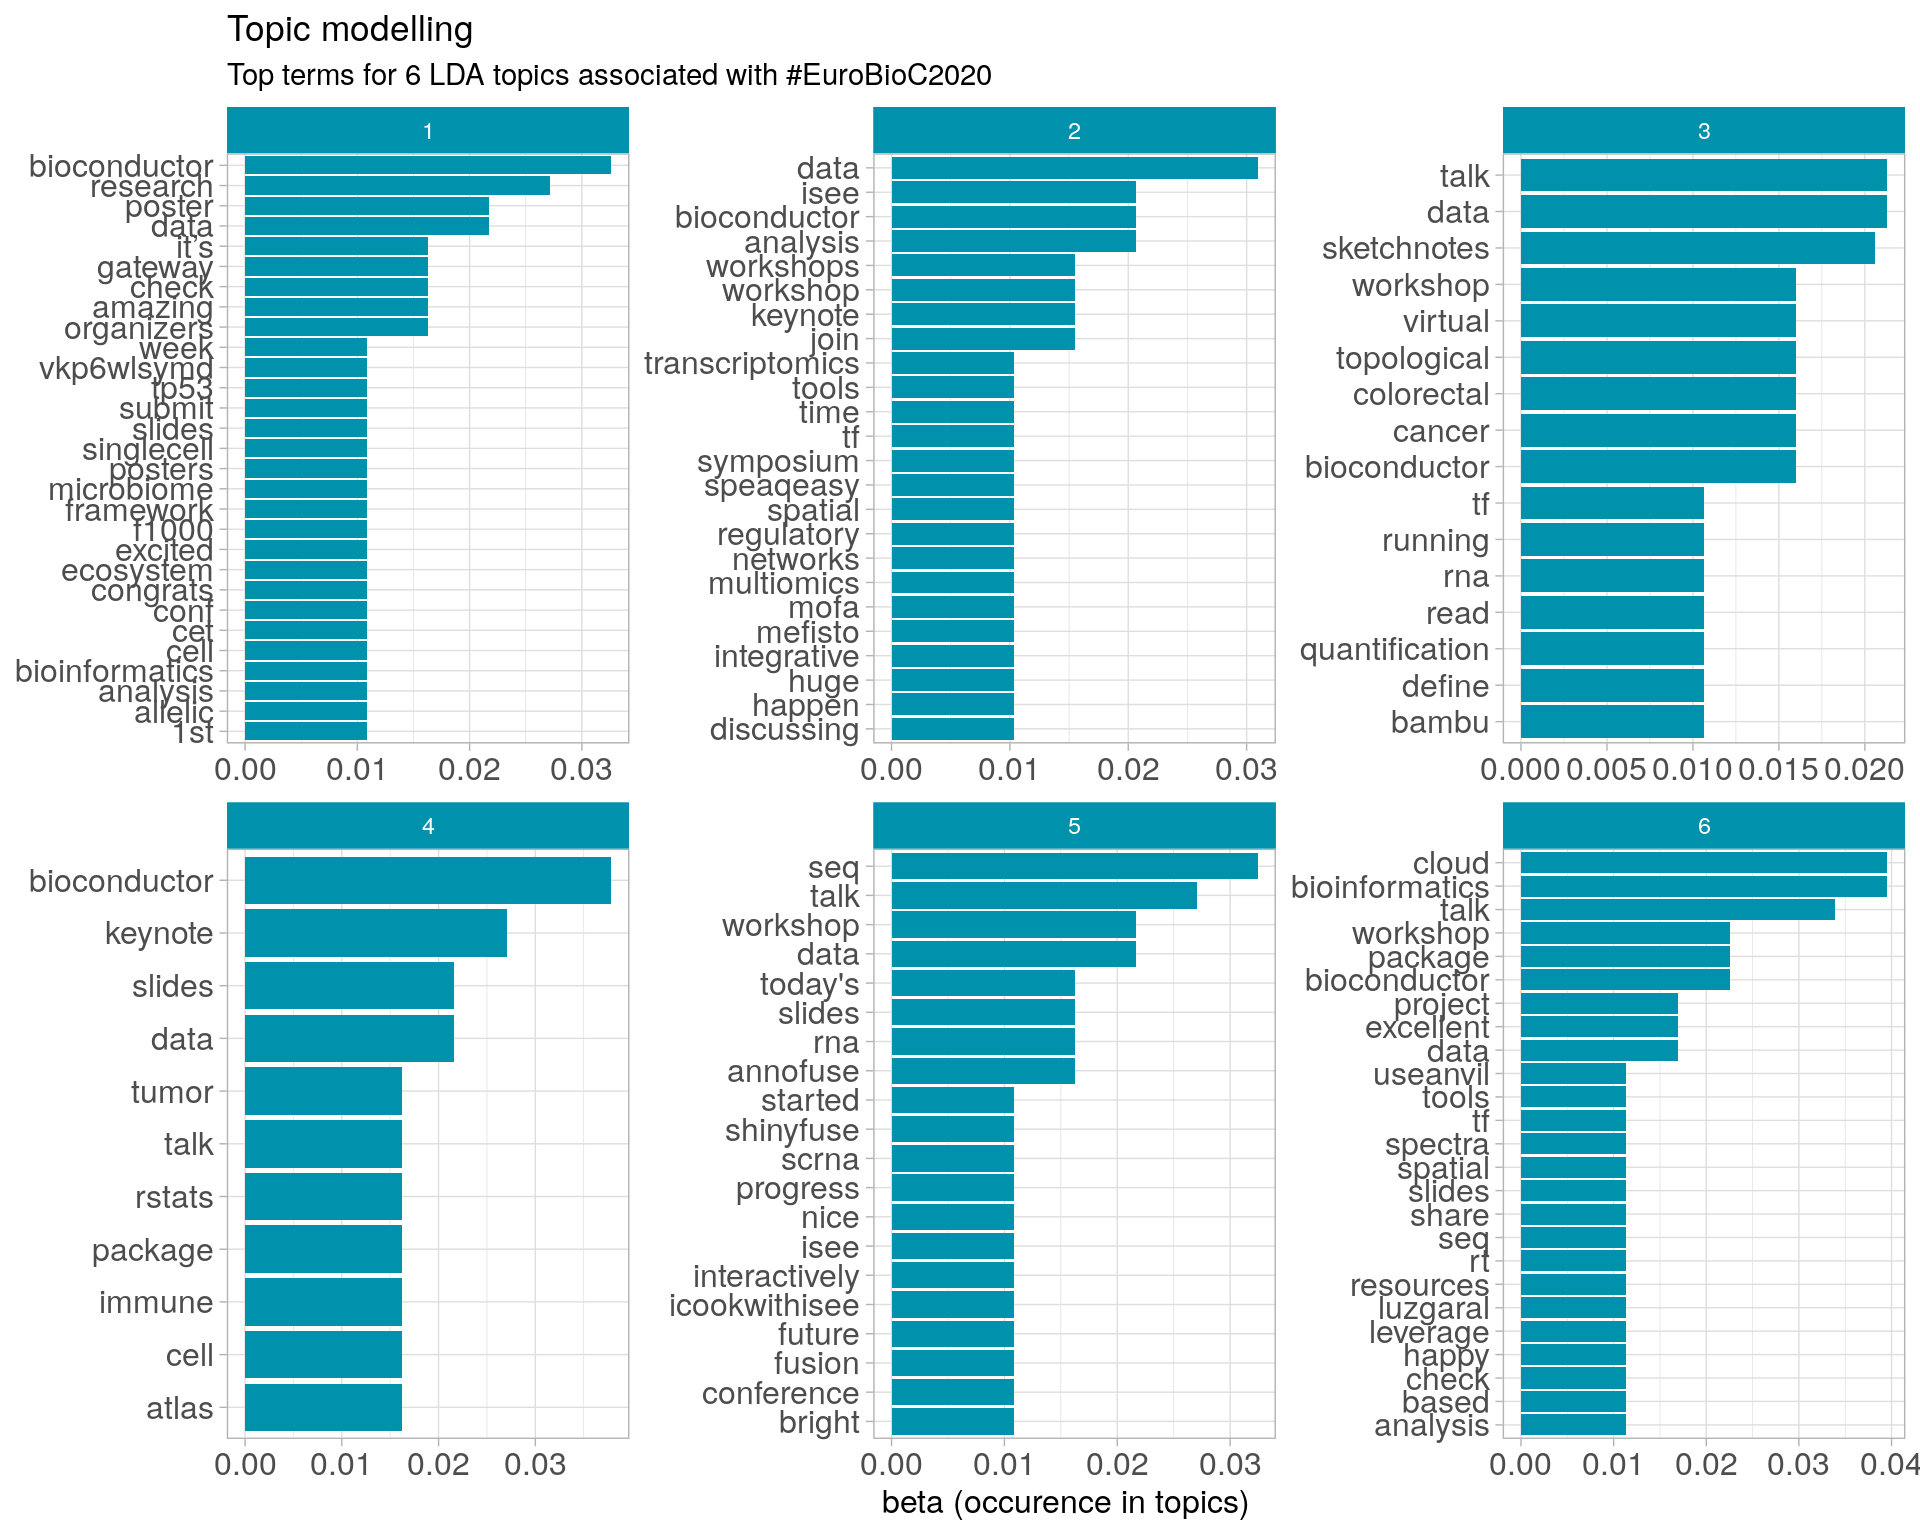 Topic modelling
Top terms for 6 LDA topics associated with #EuroBioC2020
1
bioconductor
research
poster
data
it's
gateway
check
amazing
organizers
week
vkp6wlsymd
tp53
submit
slides
singlecell
posters
microbiome
framework
f1000
excited
ecosystem
congrats
conf
cet
cell
bioinformatics
analysis
allelic
1st
0.00 0.01 0.02 0.03
2
data
isee
bioconductor
analysis
workshops
workshop
keynote
join
transcriptomics
tools
time
tf
symposium
speaqeasy
spatial
regulatory
networks
multiomics
mofa
mefisto
integrative
huge
happen
discussing
0.00 0.01 0.02 0.03
3
talk
data
sketchnotes
workshop
virtual
topological
colorectal
cancer
bioconductor
tf
running
rna
read
quantification
define
bambu
0.000 0.005 0.010 0.015 0.020
4
bioconductor
keynote
slides
data
tumor
talk
rstats
package
immune
cell
atlas
0.00 0.01 0.02 0.03
5
seq
talk
workshop
data
today's
slides
rna
annofuse
started
shinyfuse
scrna
progress
nice
isee
interactively
icookwithisee
future
fusion
conference
bright
0.00 0.01 0.02 0.03
6
cloud
bioinformatics
talk
workshop
package
bioconductor
project
excellent
data
useanvil
tools
tf
spectra
spatial
slides
share
seq
rt
resources
luzgaral
leverage
happy
check
based
analysis
0.00 0.01 0.02 0.03 0.04
beta (occurence in topics)